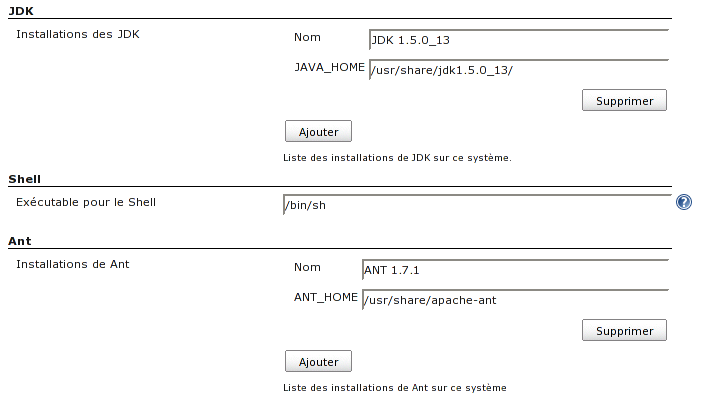 JDK
Installations des JDK
Nom
JDK 1.5.0_13
JAVA_HOME
/usr/share/jdk1.5.0_13/
Supprimer
Ajouter
Liste des installations de JDK sur ce système.
Shell
Exécutable pour le Shell
/bin/sh
?
Ant
Installations de Ant
Nom
ANT 1.7.1
ANT_HOME
/usr/share/apache-ant
Supprimer
Ajouter
Liste des installations de Ant sur ce système